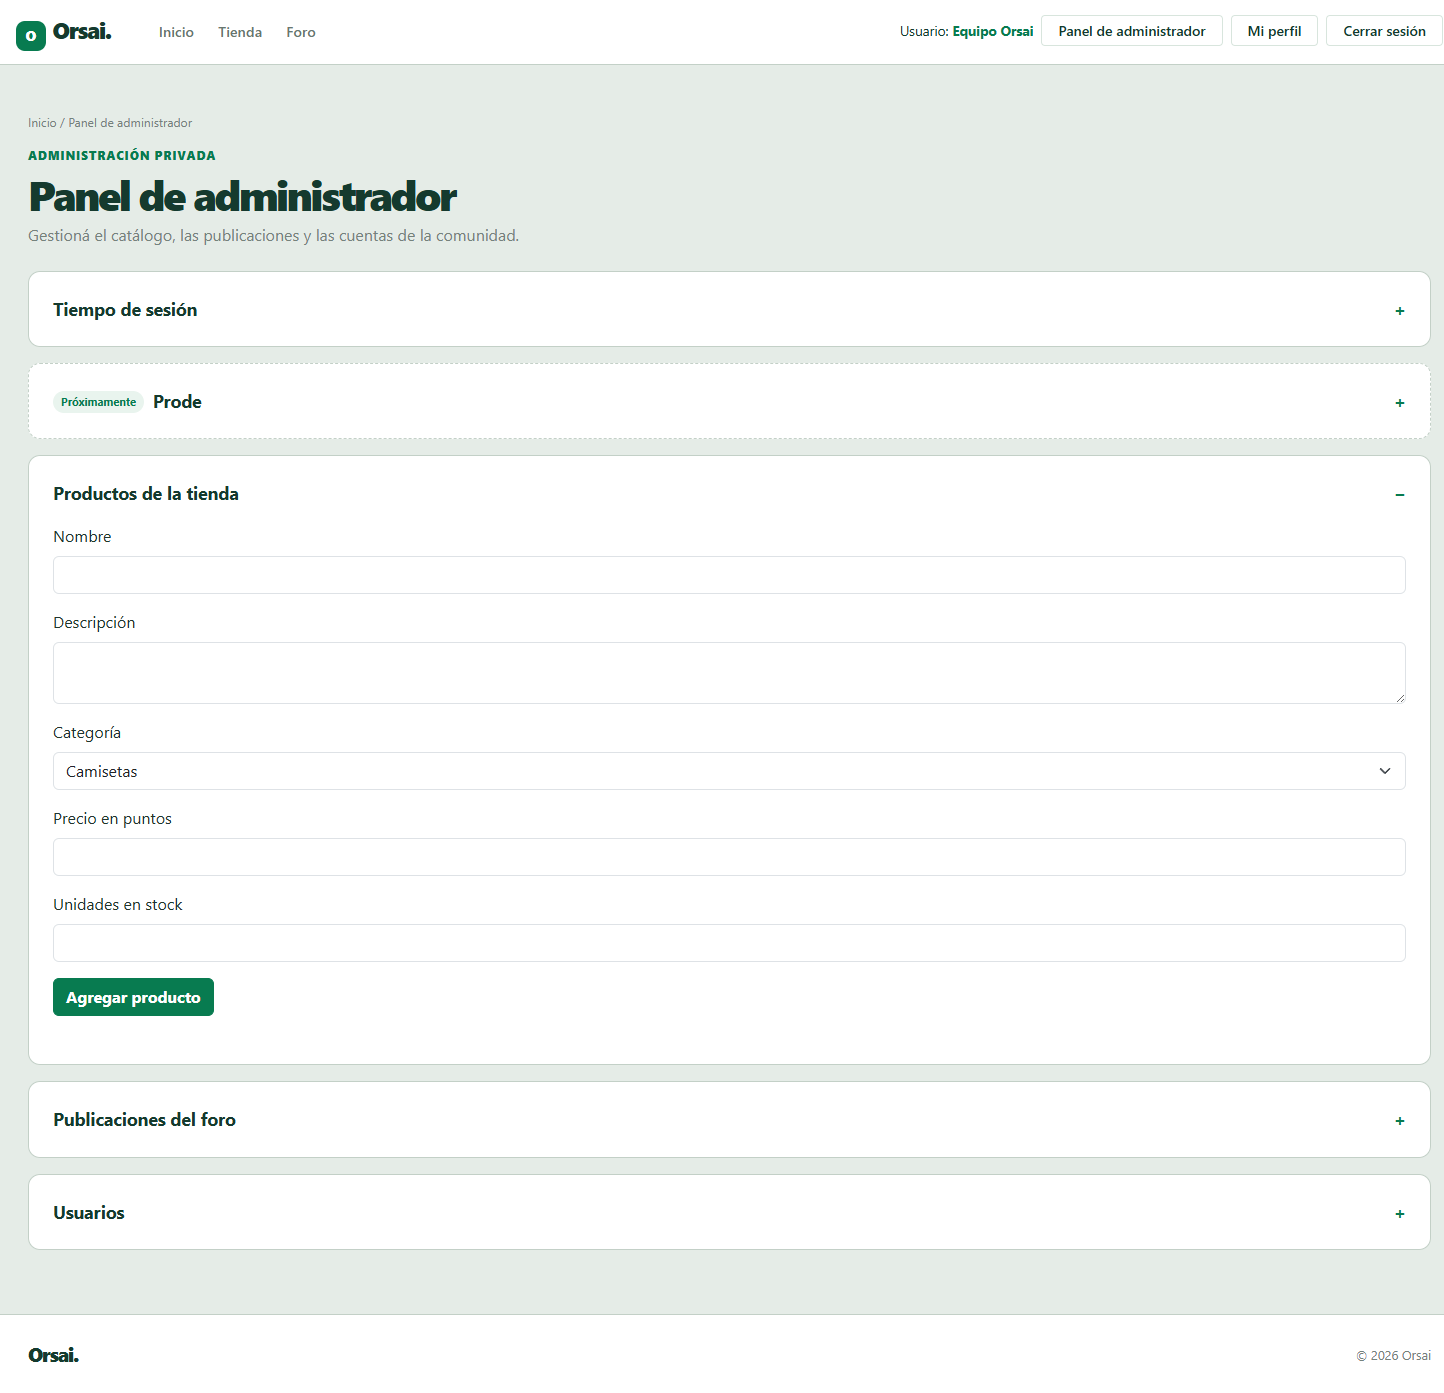 O Orsai. Inicio Tienda Foro Usuario: Equipo Orsai Panel de administrador Mi perfil Cerrar sesión
Inicio / Panel de administrador
ADMINISTRACIÓN PRIVADA
Panel de administrador
Gestioná el catálogo, las publicaciones y las cuentas de la comunidad.
Tiempo de sesión +
Próximamente Prode +
Productos de la tienda −
Nombre
Descripción
Categoría
Camisetas
Precio en puntos
Unidades en stock
Agregar producto
Publicaciones del foro +
Usuarios +
Orsai. © 2026 Orsai